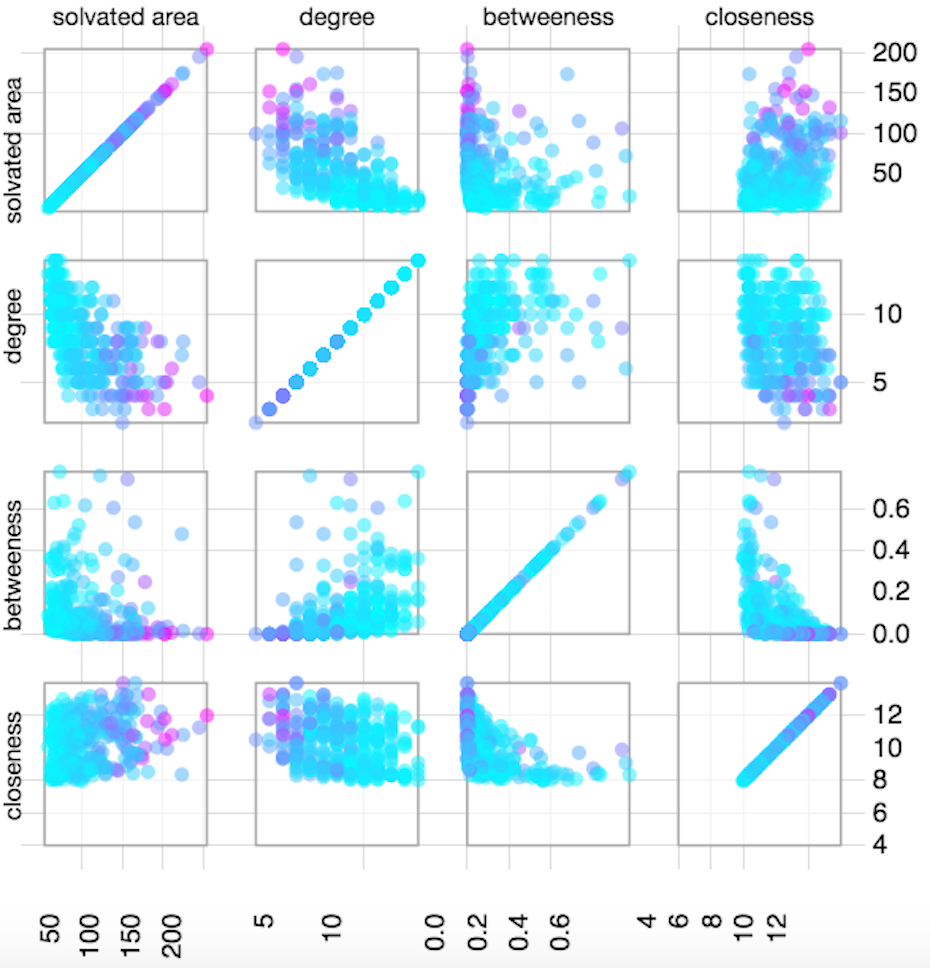 solvated area degree betweeness closeness
solvated area
200
150
100
50
degree
10
5
betweeness
0.6
0.4
0.2
0.0
closeness
12
10
8
6
4
50 100 150 200 5 10 0.0 0.2 0.4 0.6 4 6 8 10 12